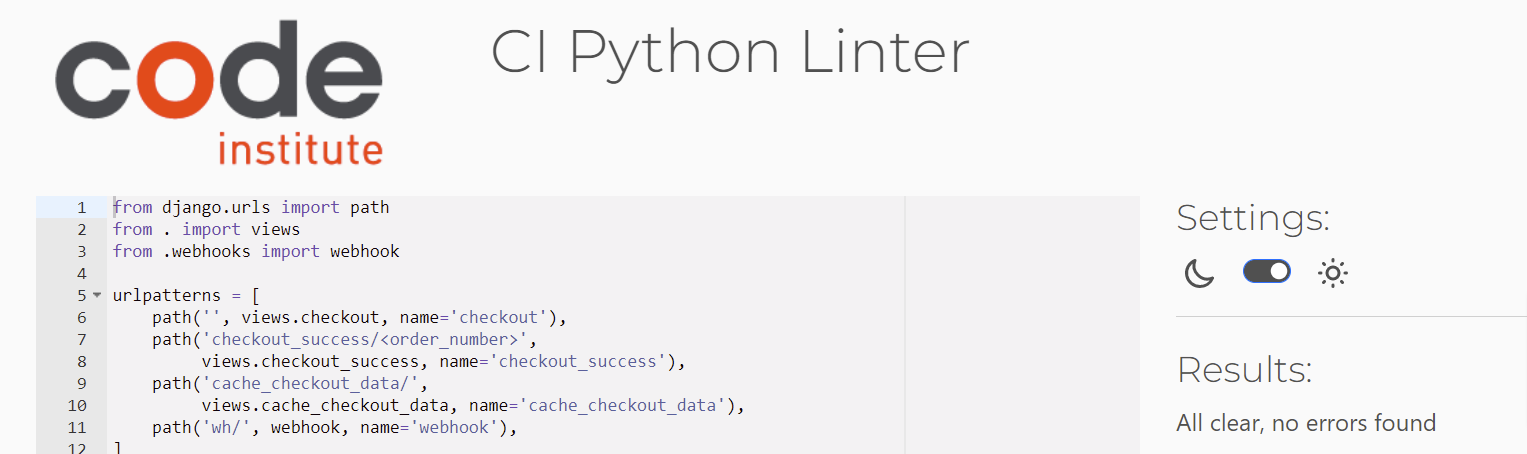 code
institute
CI Python Linter
1 from django.urls import path
2 from . import views
3 from .webhooks import webhook
4
5 urlpatterns = [
6     path('', views.checkout, name='checkout'),
7     path('checkout_success/<order_number>',
8          views.checkout_success, name='checkout_success'),
9     path('cache_checkout_data/',
10          views.cache_checkout_data, name='cache_checkout_data'),
11     path('wh/', webhook, name='webhook'),
12 ]
Settings:
Results:
All clear, no errors found